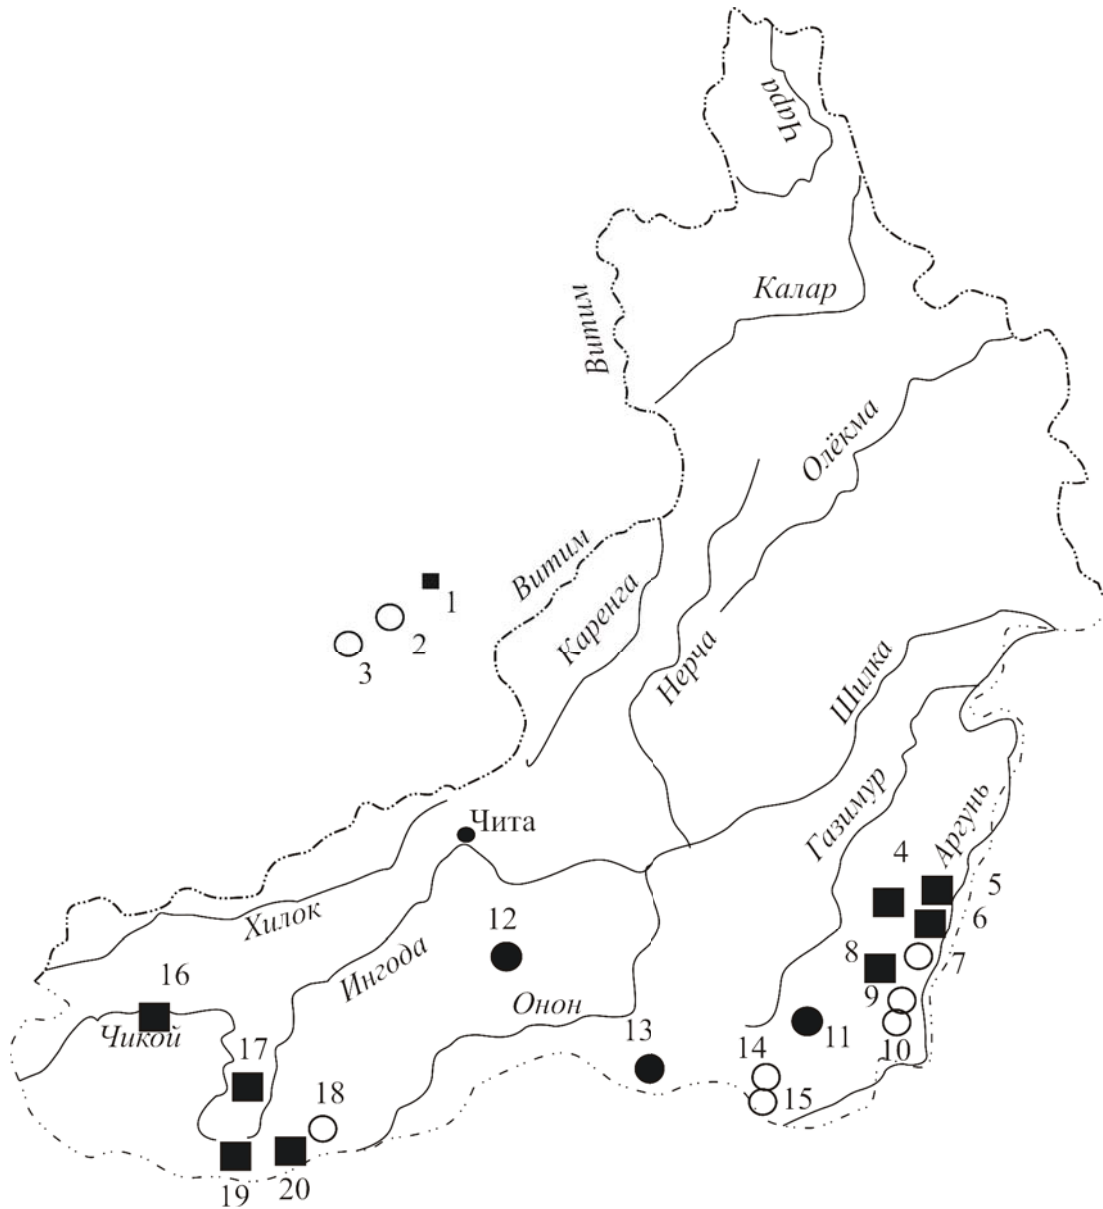 Чара
Калар
Витим
Олёкма
Витим
1
Каренга
2
3
Нерча
Шилка
Газимур
Аргунь
Чита
4
5
Хилок
6
12
8
7
Ингода
16
9
Онон
13
Чикой
10
11
17
14
18
15
19
20